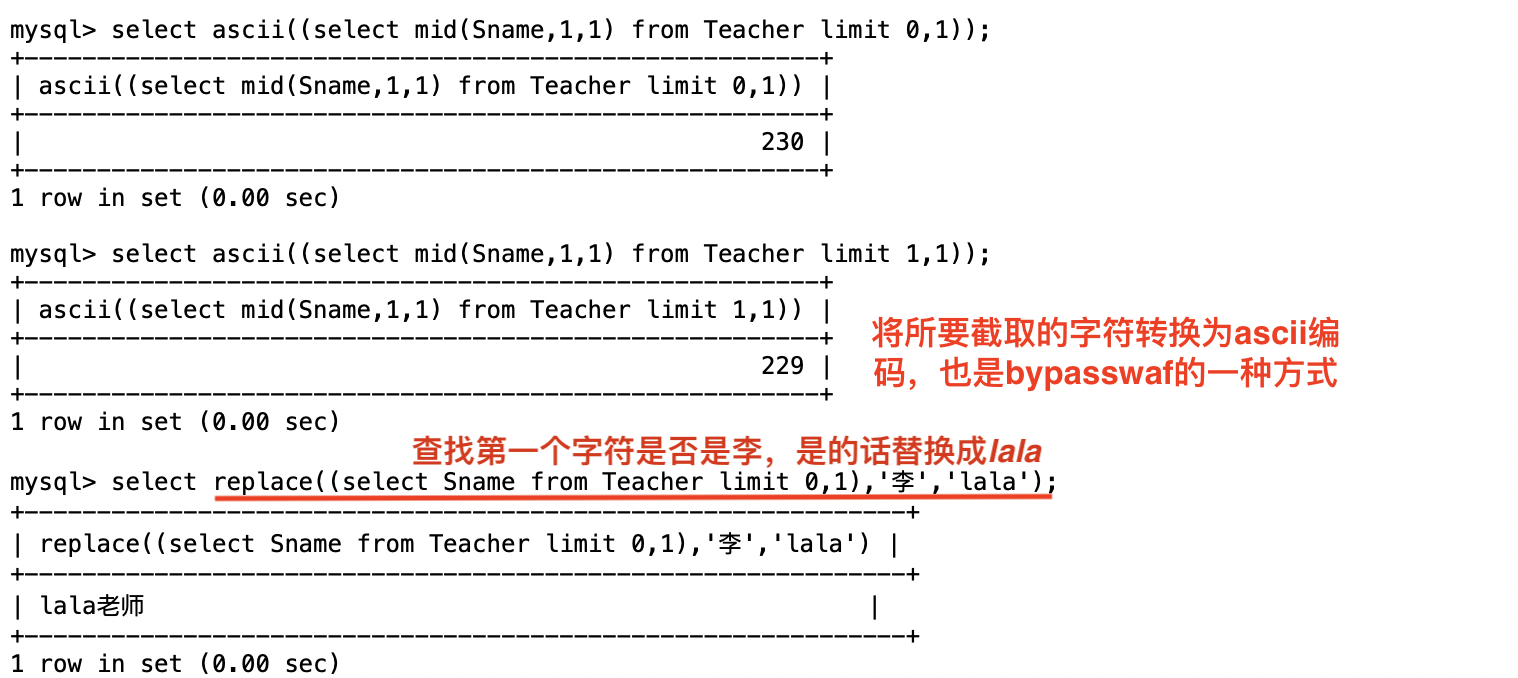 mysql> select ascii((select mid(Sname,1,1) from Teacher limit 0,1));
+-------------------------------------------------------+
| ascii((select mid(Sname,1,1) from Teacher limit 0,1)) |
+-------------------------------------------------------+
|                                                   230 |
+-------------------------------------------------------+
1 row in set (0.00 sec)
mysql> select ascii((select mid(Sname,1,1) from Teacher limit 1,1));
+-------------------------------------------------------+
| ascii((select mid(Sname,1,1) from Teacher limit 1,1)) |
+-------------------------------------------------------+
|                                                   229 |
+-------------------------------------------------------+
1 row in set (0.00 sec)
将所要截取的字符转换为ascii编
码，也是bypasswaf的一种方式
查找第一个字符是否是李，是的话替换成lala
mysql> select replace((select Sname from Teacher limit 0,1),'李','lala');
+-------------------------------------------------------------+
| replace((select Sname from Teacher limit 0,1),'李','lala') |
+-------------------------------------------------------------+
| lala老师                                                  |
+-------------------------------------------------------------+
1 row in set (0.00 sec)